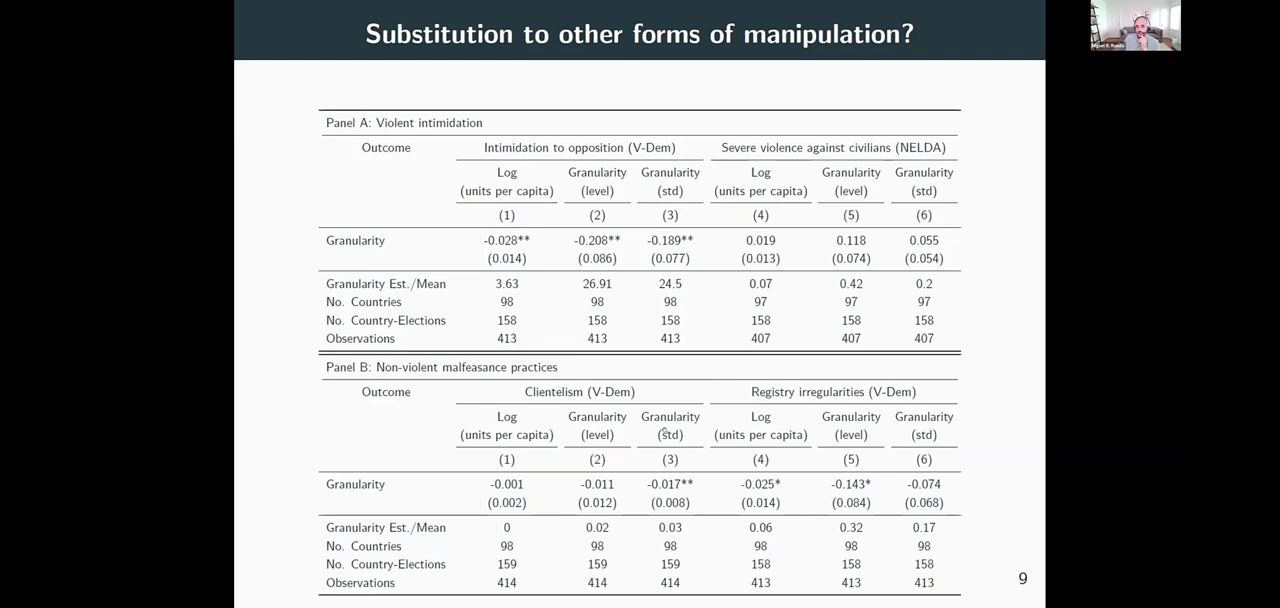 Substitution to other forms of manipulation?
Miguel R. Rueda
Panel A: Violent intimidation
Outcome Intimidation to opposition (V-Dem) Severe violence against civilians (NELDA)
Log Granularity Granularity Log Granularity Granularity
(units per capita) (level) (std) (units per capita) (level) (std)
(1) (2) (3) (4) (5) (6)
Granularity -0.028** -0.208** -0.189** 0.019 0.118 0.055
(0.014) (0.086) (0.077) (0.013) (0.074) (0.054)
Granularity Est./Mean 3.63 26.91 24.5 0.07 0.42 0.2
No. Countries 98 98 98 97 97 97
No. Country-Elections 158 158 158 158 158 158
Observations 413 413 413 407 407 407
Panel B: Non-violent malfeasance practices
Outcome Clientelism (V-Dem) Registry irregularities (V-Dem)
Log Granularity Granularity Log Granularity Granularity
(units per capita) (level) (std) (units per capita) (level) (std)
(1) (2) (3) (4) (5) (6)
Granularity -0.001 -0.011 -0.017** -0.025* -0.143* -0.074
(0.002) (0.012) (0.008) (0.014) (0.084) (0.068)
Granularity Est./Mean 0 0.02 0.03 0.06 0.32 0.17
No. Countries 98 98 98 98 98 98
No. Country-Elections 159 159 159 158 158 158
Observations 414 414 414 413 413 413
9